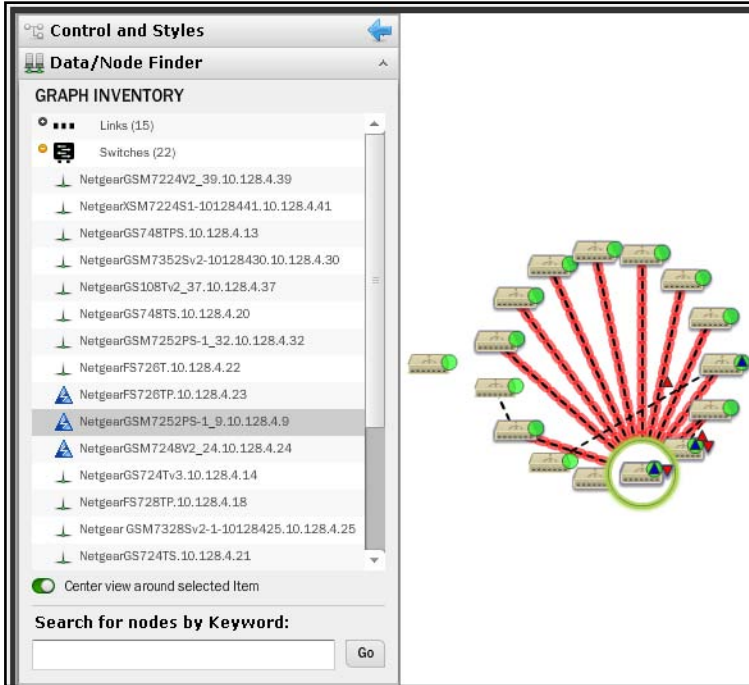 Control and Styles
Data/Node Finder
GRAPH INVENTORY
Links (15)
Switches (22)
NetgearGSM7224V2_39.10.128.4.39
NetgearXSM7224S1-10128441.10.128.4.41
NetgearGS748TPS.10.128.4.13
NetgearGSM7352Sv2-10128430.10.128.4.30
NetgearGS108Tv2_37.10.128.4.37
NetgearGS748TS.10.128.4.20
NetgearGSM7252PS-1_32.10.128.4.32
NetgearFS726T.10.128.4.22
NetgearFS726TP.10.128.4.23
NetgearGSM7252PS-1_9.10.128.4.9
NetgearGSM7248V2_24.10.128.4.24
NetgearGS724Tv3.10.128.4.14
NetgearFS728TP.10.128.4.18
Netgear GSM7328Sv2-1-10128425.10.128.4.25
NetgearGS724TS.10.128.4.21
Center view around selected Item
Search for nodes by Keyword:
Go